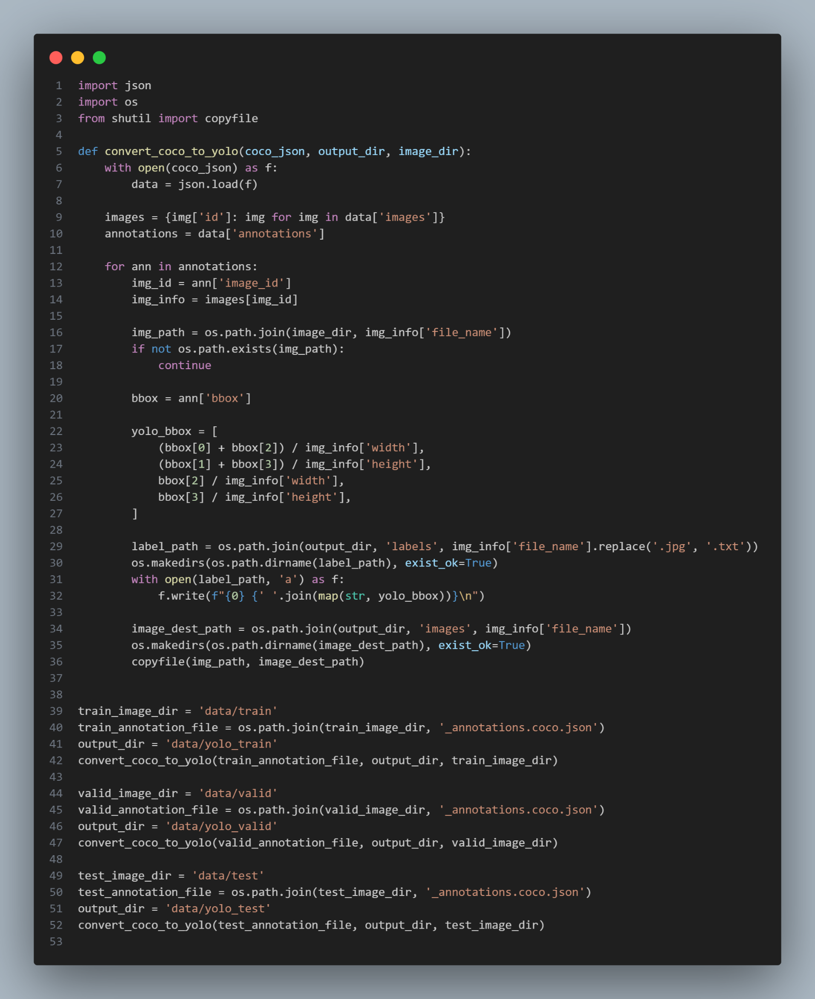 1 import json
2 import os
3 from shutil import copyfile
4
5 def convert_coco_to_yolo(coco_json, output_dir, image_dir):
6     with open(coco_json) as f:
7         data = json.load(f)
8
9     images = {img['id']: img for img in data['images']}
10     annotations = data['annotations']
11
12     for ann in annotations:
13         img_id = ann['image_id']
14         img_info = images[img_id]
15
16         img_path = os.path.join(image_dir, img_info['file_name'])
17         if not os.path.exists(img_path):
18             continue
19
20         bbox = ann['bbox']
21
22         yolo_bbox = [
23             (bbox[0] + bbox[2]) / img_info['width'],
24             (bbox[1] + bbox[3]) / img_info['height'],
25             bbox[2] / img_info['width'],
26             bbox[3] / img_info['height'],
27         ]
28
29         label_path = os.path.join(output_dir, 'labels', img_info['file_name'].replace('.jpg', '.txt'))
30         os.makedirs(os.path.dirname(label_path), exist_ok=True)
31         with open(label_path, 'a') as f:
32             f.write(f"{0} {' '.join(map(str, yolo_bbox))}\n")
33
34         image_dest_path = os.path.join(output_dir, 'images', img_info['file_name'])
35         os.makedirs(os.path.dirname(image_dest_path), exist_ok=True)
36         copyfile(img_path, image_dest_path)
37
38
39 train_image_dir = 'data/train'
40 train_annotation_file = os.path.join(train_image_dir, '_annotations.coco.json')
41 output_dir = 'data/yolo_train'
42 convert_coco_to_yolo(train_annotation_file, output_dir, train_image_dir)
43
44 valid_image_dir = 'data/valid'
45 valid_annotation_file = os.path.join(valid_image_dir, '_annotations.coco.json')
46 output_dir = 'data/yolo_valid'
47 convert_coco_to_yolo(valid_annotation_file, output_dir, valid_image_dir)
48
49 test_image_dir = 'data/test'
50 test_annotation_file = os.path.join(test_image_dir, '_annotations.coco.json')
51 output_dir = 'data/yolo_test'
52 convert_coco_to_yolo(test_annotation_file, output_dir, test_image_dir)
53